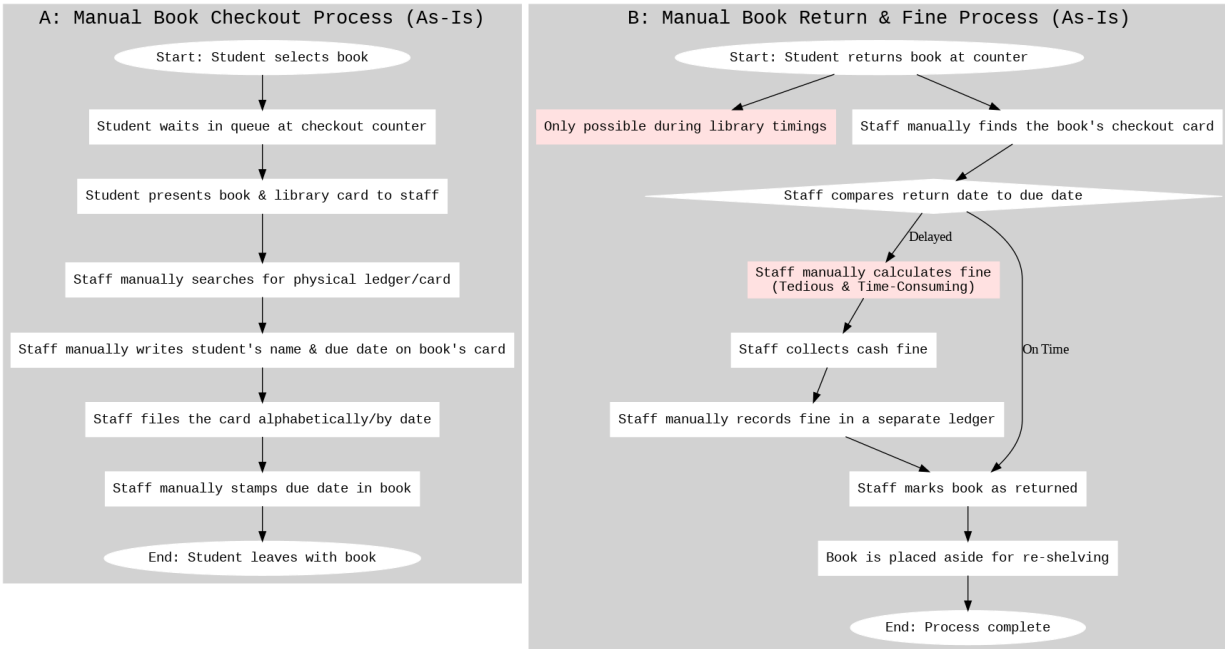 A: Manual Book Checkout Process (As-Is)
Start: Student selects book
Student waits in queue at checkout counter
Student presents book & library card to staff
Staff manually searches for physical ledger/card
Staff manually writes student's name & due date on book's card
Staff files the card alphabetically/by date
Staff manually stamps due date in book
End: Student leaves with book
B: Manual Book Return & Fine Process (As-Is)
Start: Student returns book at counter
Only possible during library timings
Staff manually finds the book's checkout card
Staff compares return date to due date
Delayed
Staff manually calculates fine
(Tedious & Time-Consuming)
Staff collects cash fine
On Time
Staff manually records fine in a separate ledger
Staff marks book as returned
Book is placed aside for re-shelving
End: Process complete